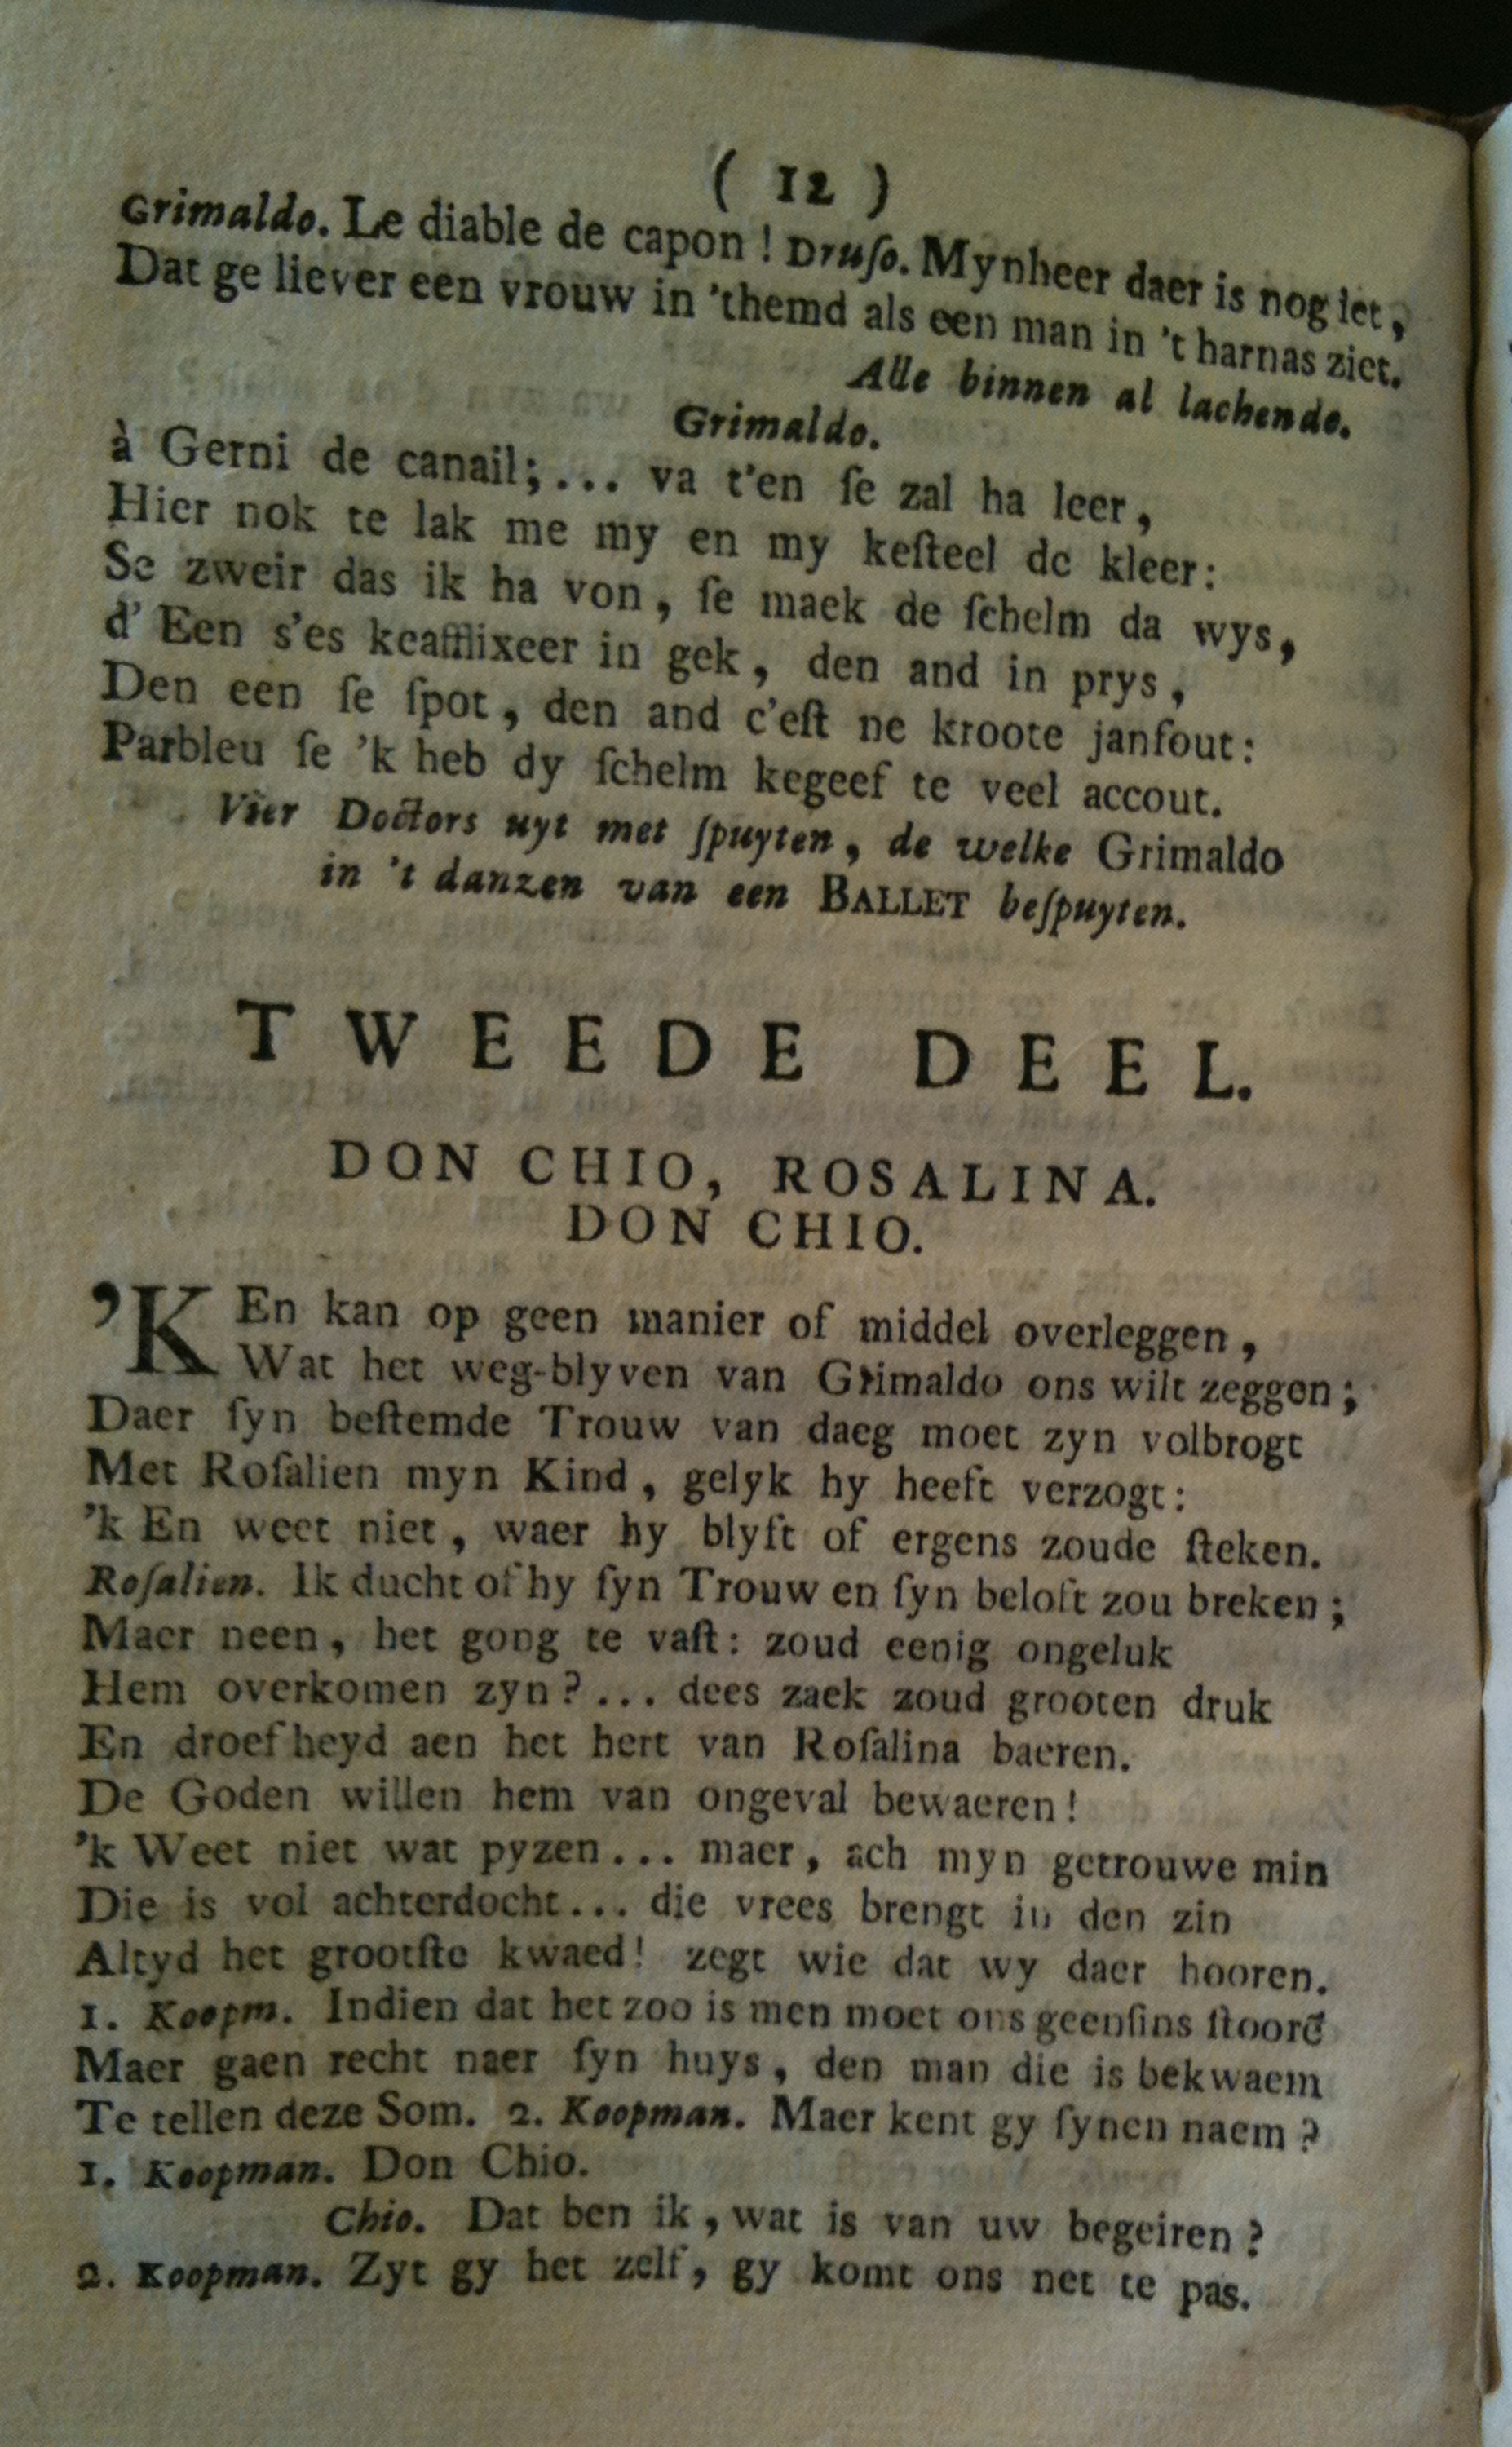 ( 12 )
Grimaldo. Le diable de capon ! Druſo. Mynheer daer is nog iet,
Dat ge liever een vrouw in 'themd als een man in 't harnas ziet.
Alle binnen al lachende.
Grimaldo.
à Gerni de canail;... va t'en ſe zal ha leer,
Hier nok te lak me my en my keſteel de kleer:
Se zweir das ik ha von, ſe maek de ſchelm da wys,
d' Een s'es keafflixeer in gek, den and in prys,
Den een ſe ſpot, den and c'eſt ne kroote janfout:
Parbleu ſe 'k heb dy ſchelm kegeef te veel accout.
Vier Doctors uyt met ſpuyten, de welke Grimaldo
in 't danzen van een BALLET beſpuyten.
TWEEDE DEEL.
DON CHIO, ROSALINA.
DON CHIO.
'K En kan op geen manier of middel overleggen,
Wat het weg-blyven van Grimaldo ons wilt zeggen;
Daer ſyn beſtemde Trouw van daeg moet zyn volbrogt
Met Roſalien myn Kind, gelyk hy heeft verzogt:
'k En weet niet, waer hy blyft of ergens zoude ſteken.
Roſalien. Ik ducht of hy ſyn Trouw en ſyn beloft zou breken;
Maer neen, het gong te vaſt: zoud eenig ongeluk
Hem overkomen zyn?... dees zaek zoud grooten druk
En droefheyd aen het hert van Roſalina baeren.
De Goden willen hem van ongeval bewaeren!
'k Weet niet wat pyzen... maer, ach myn getrouwe min
Die is vol achterdocht... die vrees brengt in den zin
Altyd het grootſte kwaed! zegt wie dat wy daer hooren.
1. Koopm. Indien dat het zoo is men moet ons geenſins ſtoorē
Maer gaen recht naer ſyn huys, den man die is bekwaem
Te tellen deze Som. 2. Koopman. Maer kent gy ſynen naem?
1. Koopman. Don Chio.
Chio. Dat ben ik, wat is van uw begeiren?
2. Koopman. Zyt gy het zelf, gy komt ons net te pas.